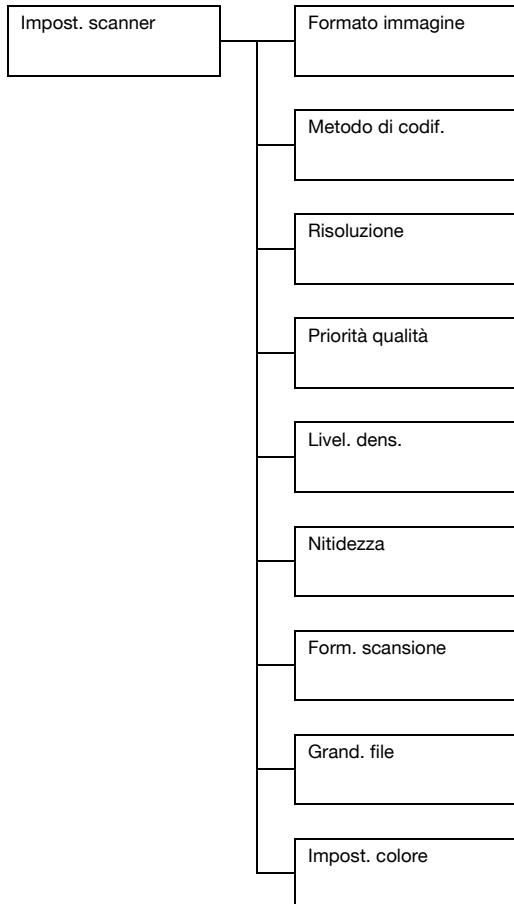 Impost. scanner
Formato immagine
Metodo di codif.
Risoluzione
Priorità qualità
Livel. dens.
Nitidezza
Form. scansione
Grand. file
Impost. colore